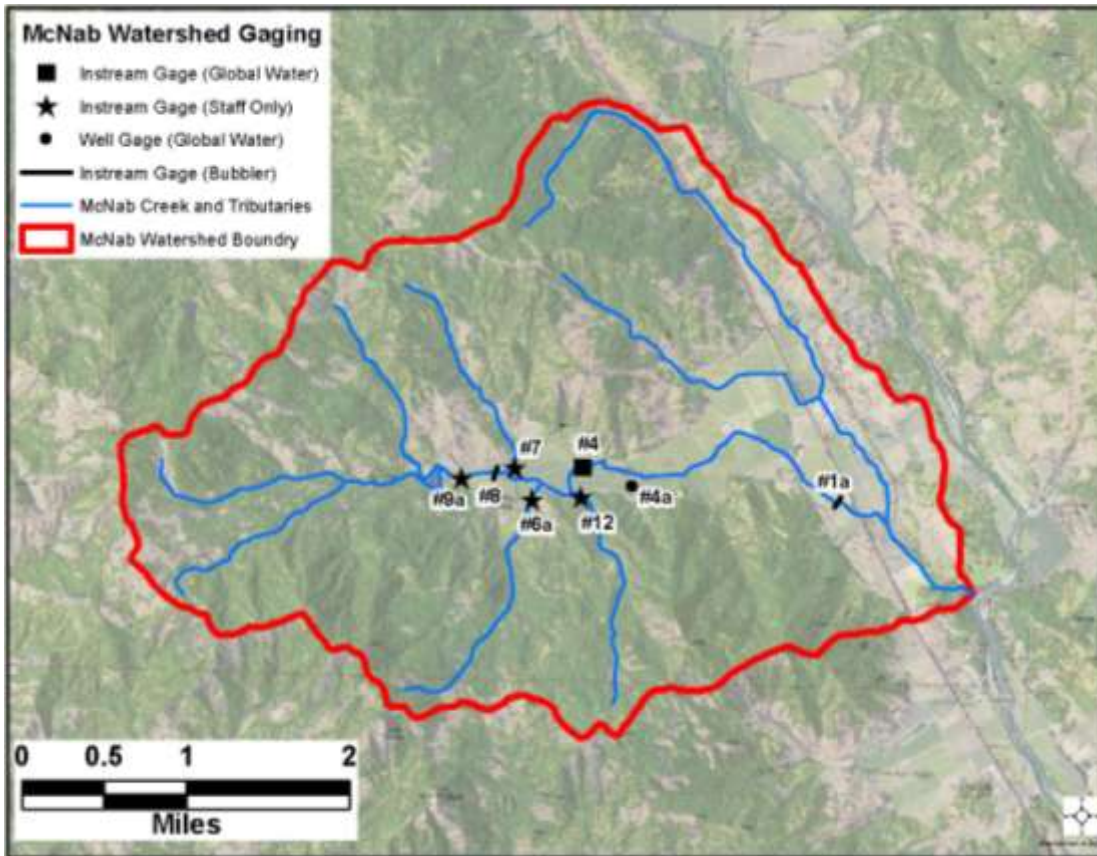 McNab Watershed Gaging
Instream Gage (Global Water)
Instream Gage (Staff Only)
Well Gage (Global Water)
Instream Gage (Bubbler)
McNab Creek and Tributaries
McNab Watershed Boundry
#7
#4
#9a
#8
#6a
#12
#4a
#1a
0 0.5 1 2
Miles